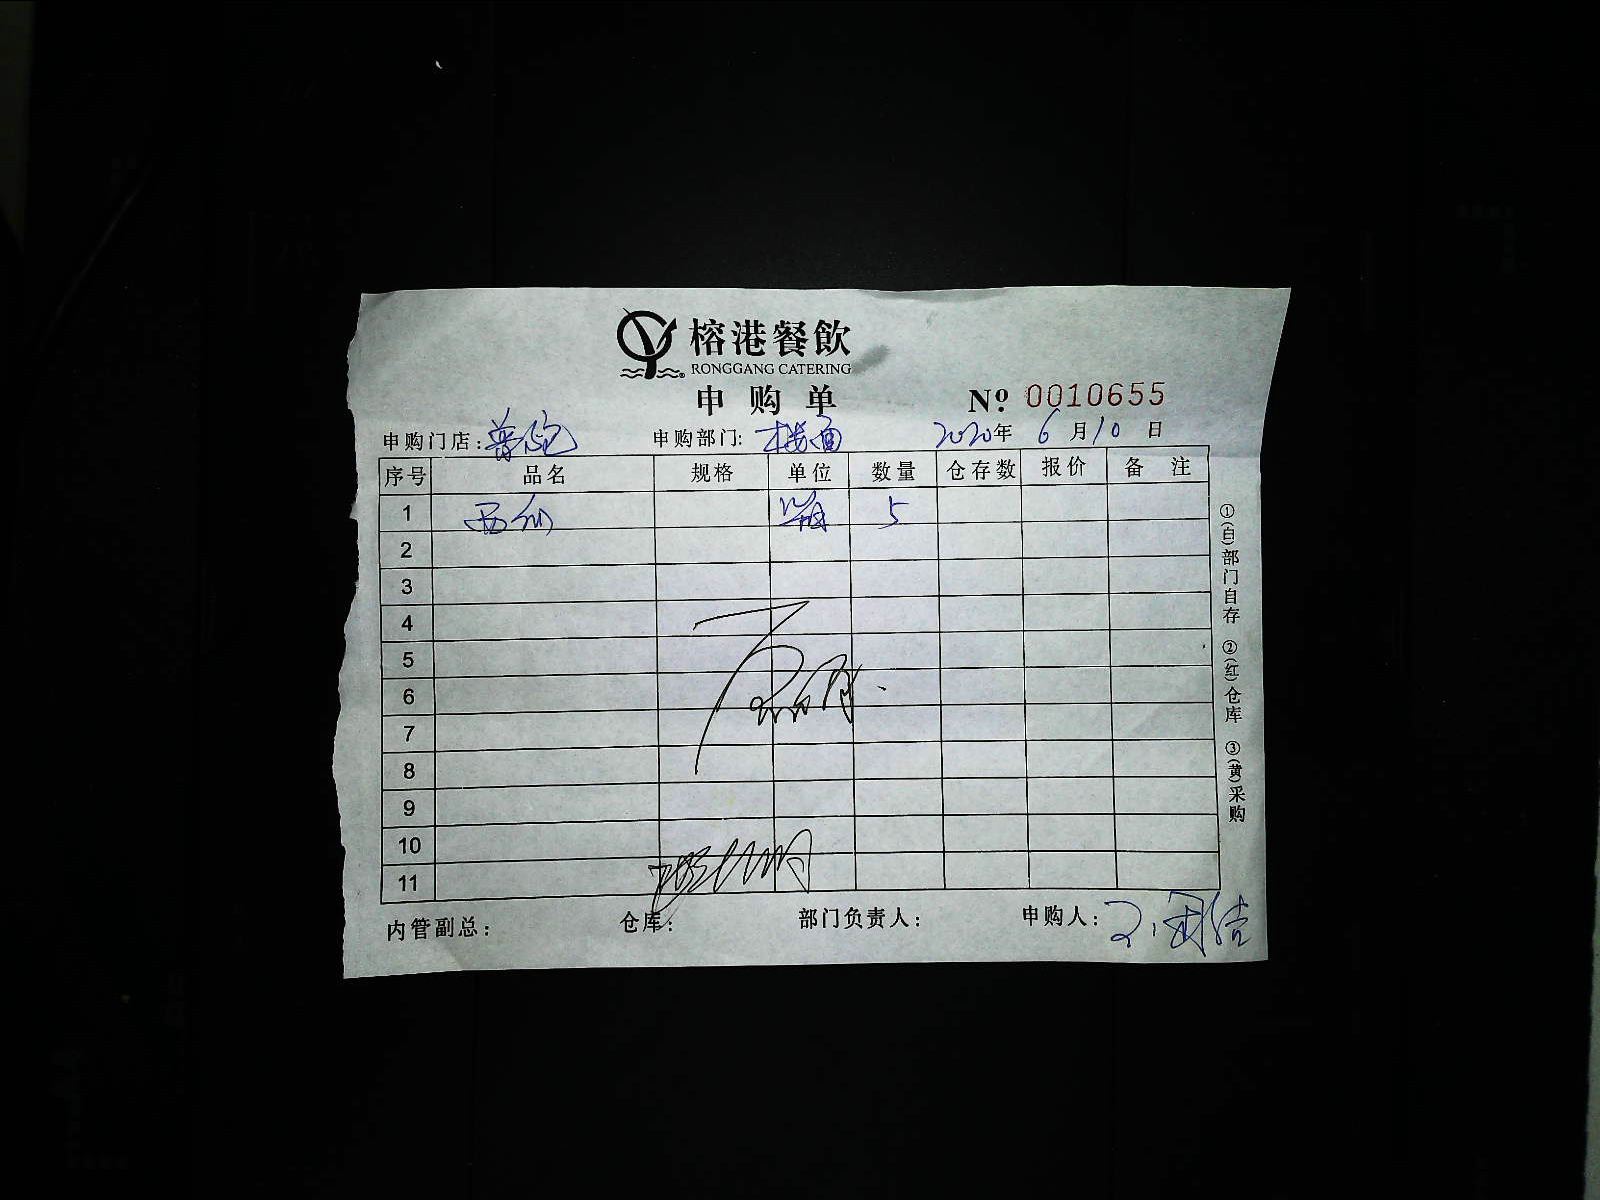 榕港餐飲
RONGGANG CATERING
申购单
Nº 0010655
申购门店: 申购部门: 楼面 2020年 6月10日
序号 品名 规格 单位 数量 仓存数 报价 备 注
1 西仙 5
2
3
4
5
6
7
8
9
10
11
内管副总: 仓库: 部门负责人: 申购人:
①(白)部门自存 ②(红)仓库 ③(黄)采购